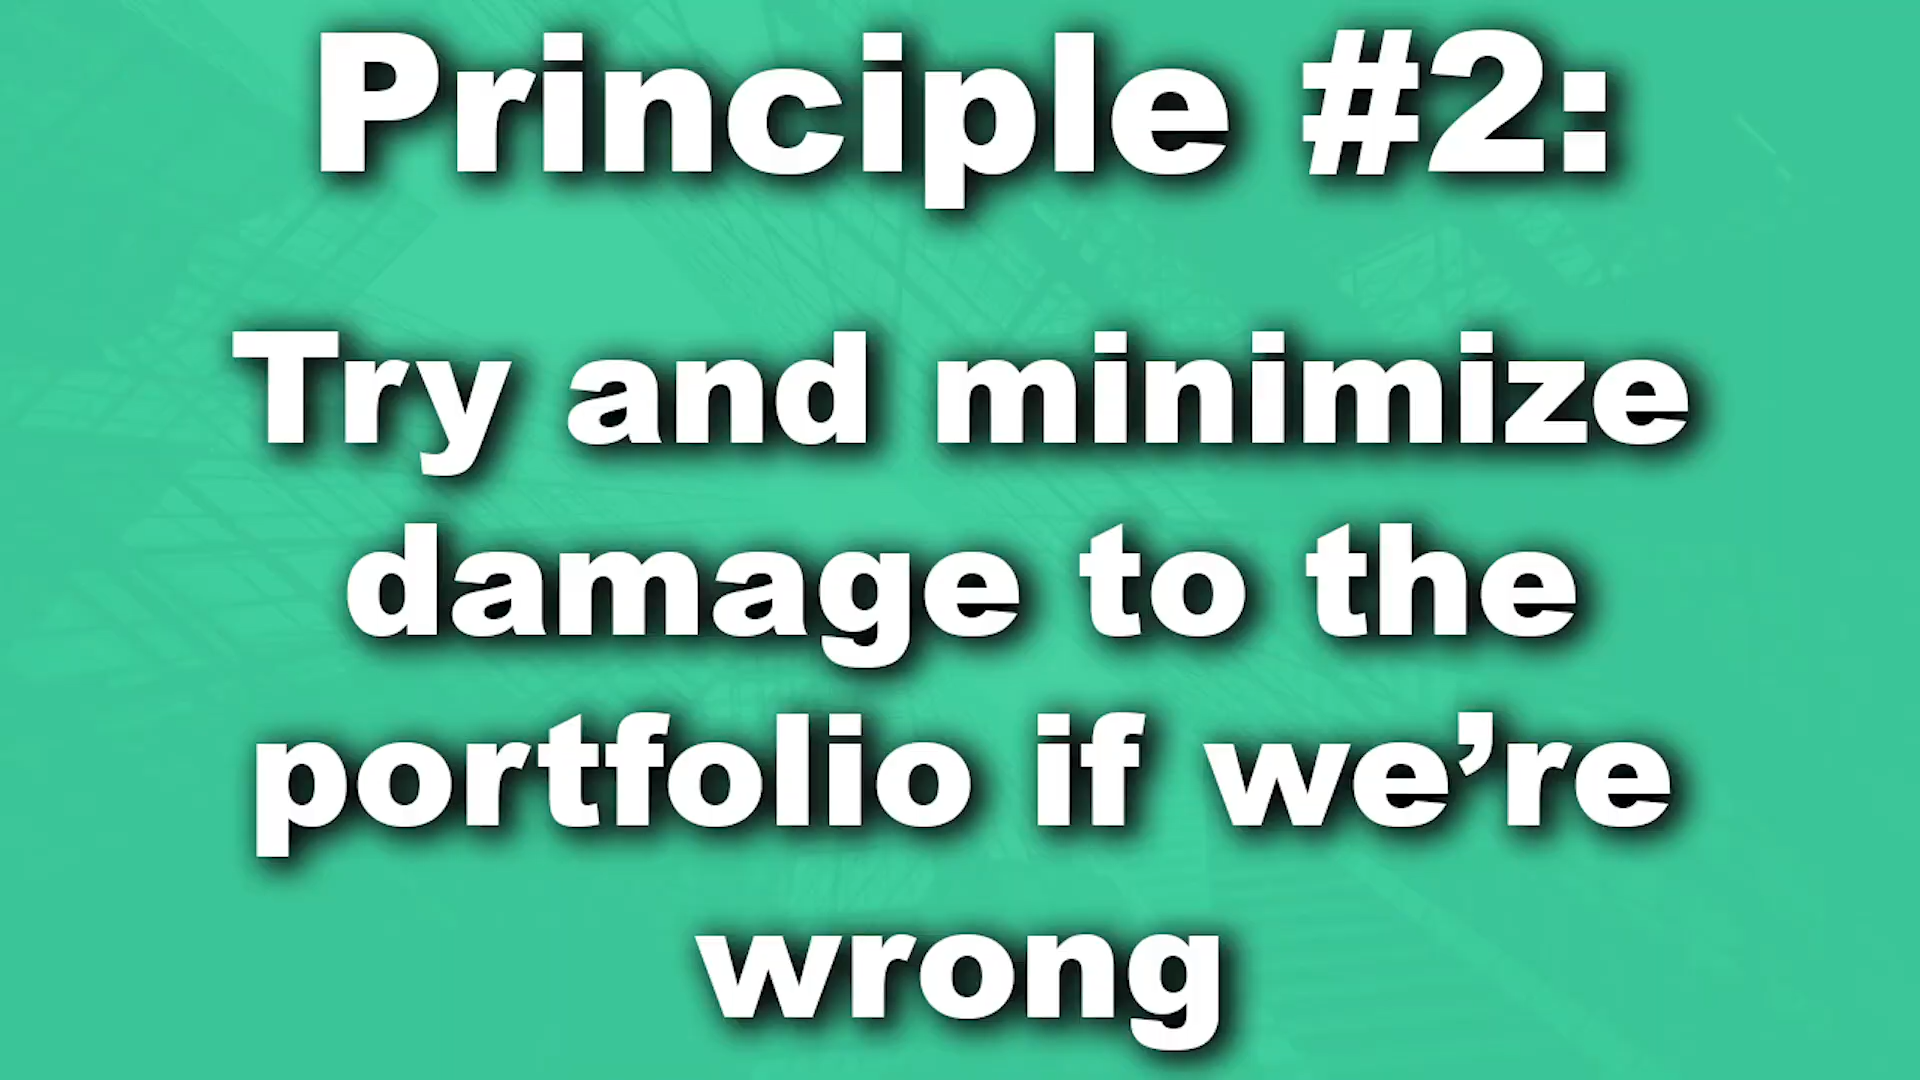 Principle #2:
Try and minimize
damage to the
portfolio if we’re
wrong